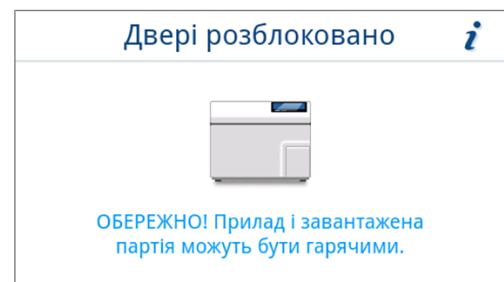 Двері розблоковано
ОБЕРЕЖНО! Прилад і завантажена
партія можуть бути гарячими.